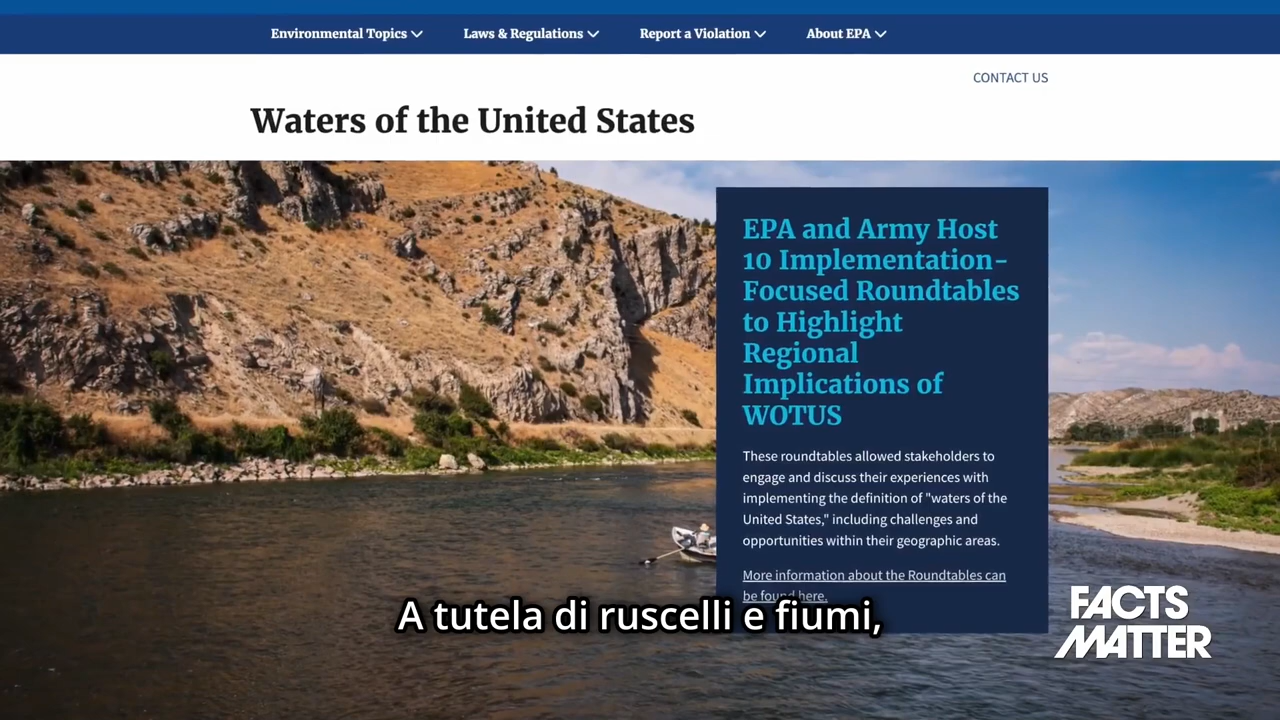 Environmental Topics
Laws & Regulations
Report a Violation
About EPA
CONTACT US
Waters of the United States
EPA and Army Host
10 Implementation-
Focused Roundtables
to Highlight
Regional
Implications of
WOTUS
These roundtables allowed stakeholders to
engage and discuss their experiences with
implementing the definition of "waters of the
United States," including challenges and
opportunities within their geographic areas.
More information about the Roundtables can
be found here.
A tutela di ruscelli e fiumi,
FACTS
MATTER